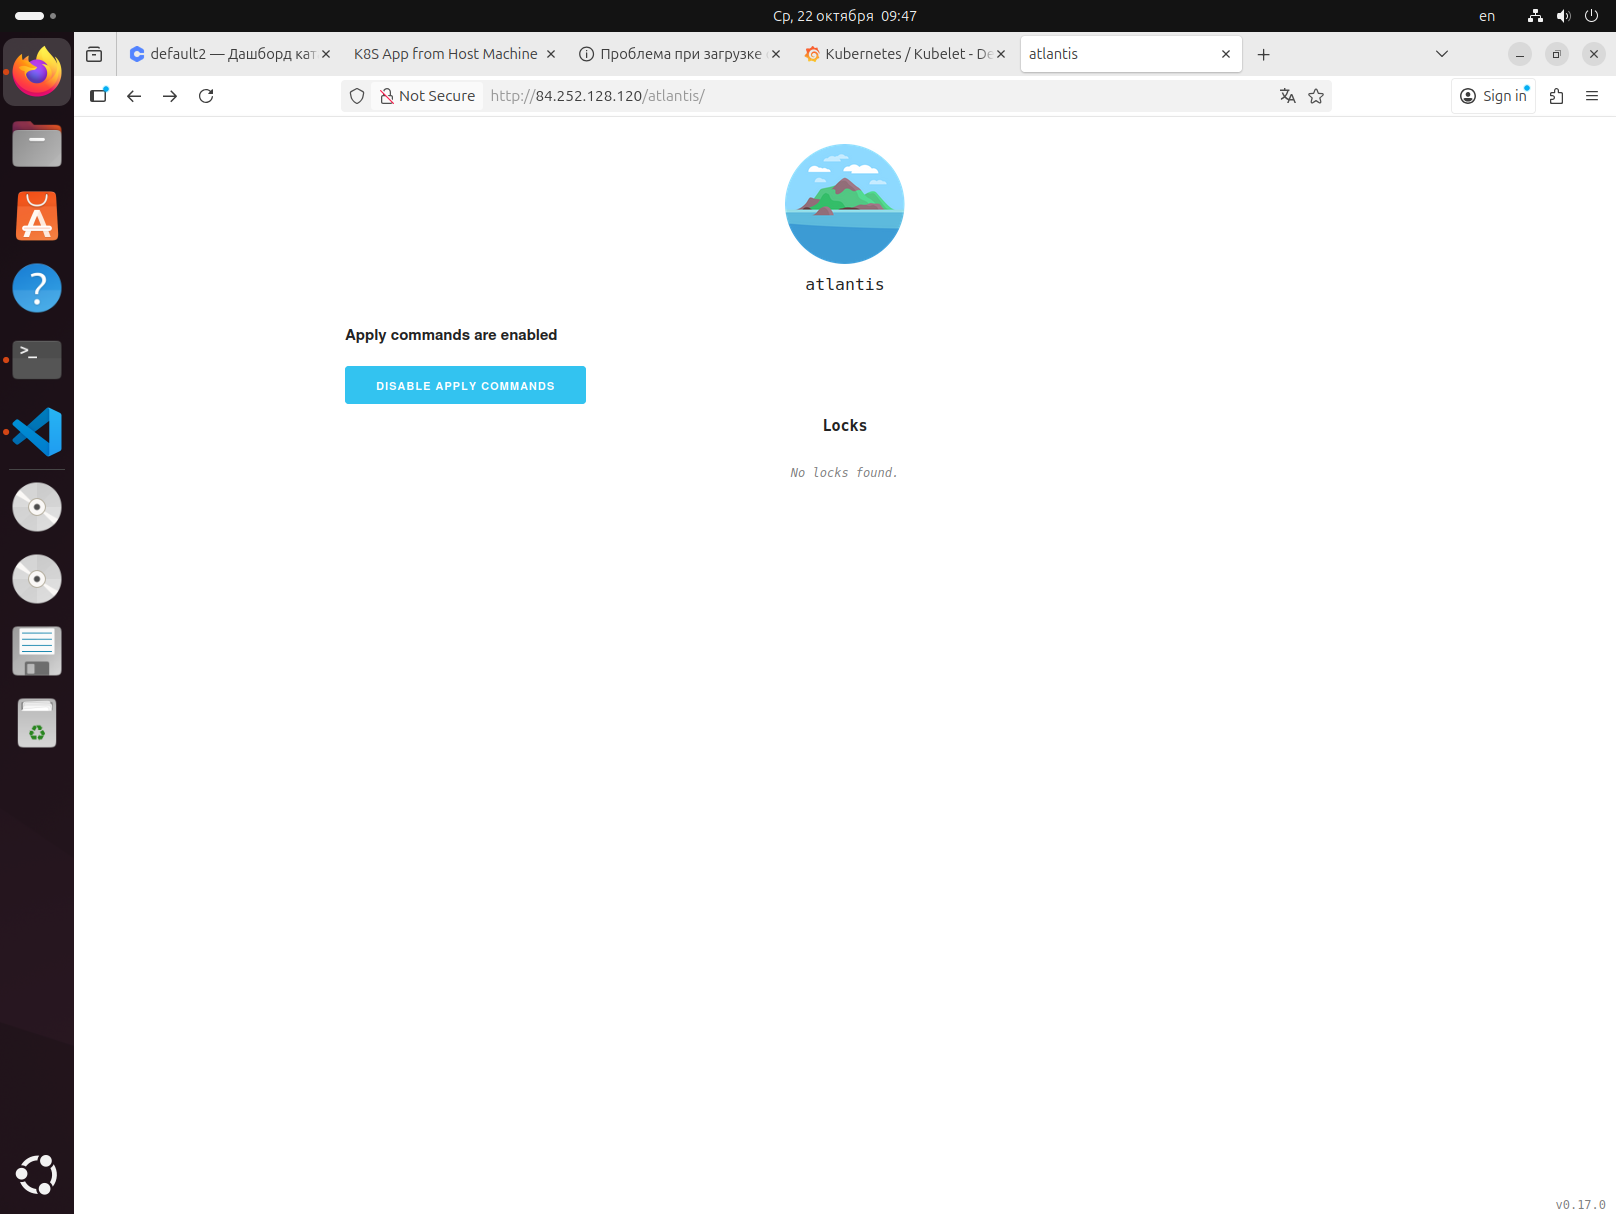 Ср, 22 октября 09:47
en
default2 — Дашборд кат
K8S App from Host Machine
Проблема при загрузке
Kubernetes / Kubelet - De
atlantis
Not Secure
http://84.252.128.120/atlantis/
Sign in
atlantis
Apply commands are enabled
DISABLE APPLY COMMANDS
Locks
No locks found.
v0.17.0